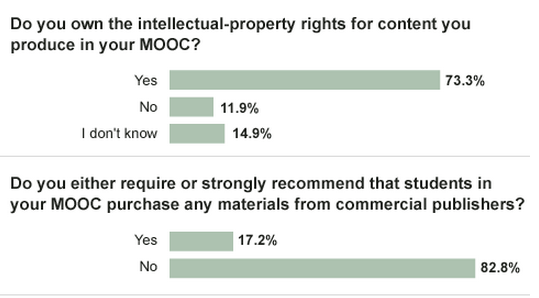 Do you own the intellectual-property rights for content you
produce in your MOOC?
Yes 73.3%
No 11.9%
I don't know 14.9%
Do you either require or strongly recommend that students in
your MOOC purchase any materials from commercial publishers?
Yes 17.2%
No 82.8%